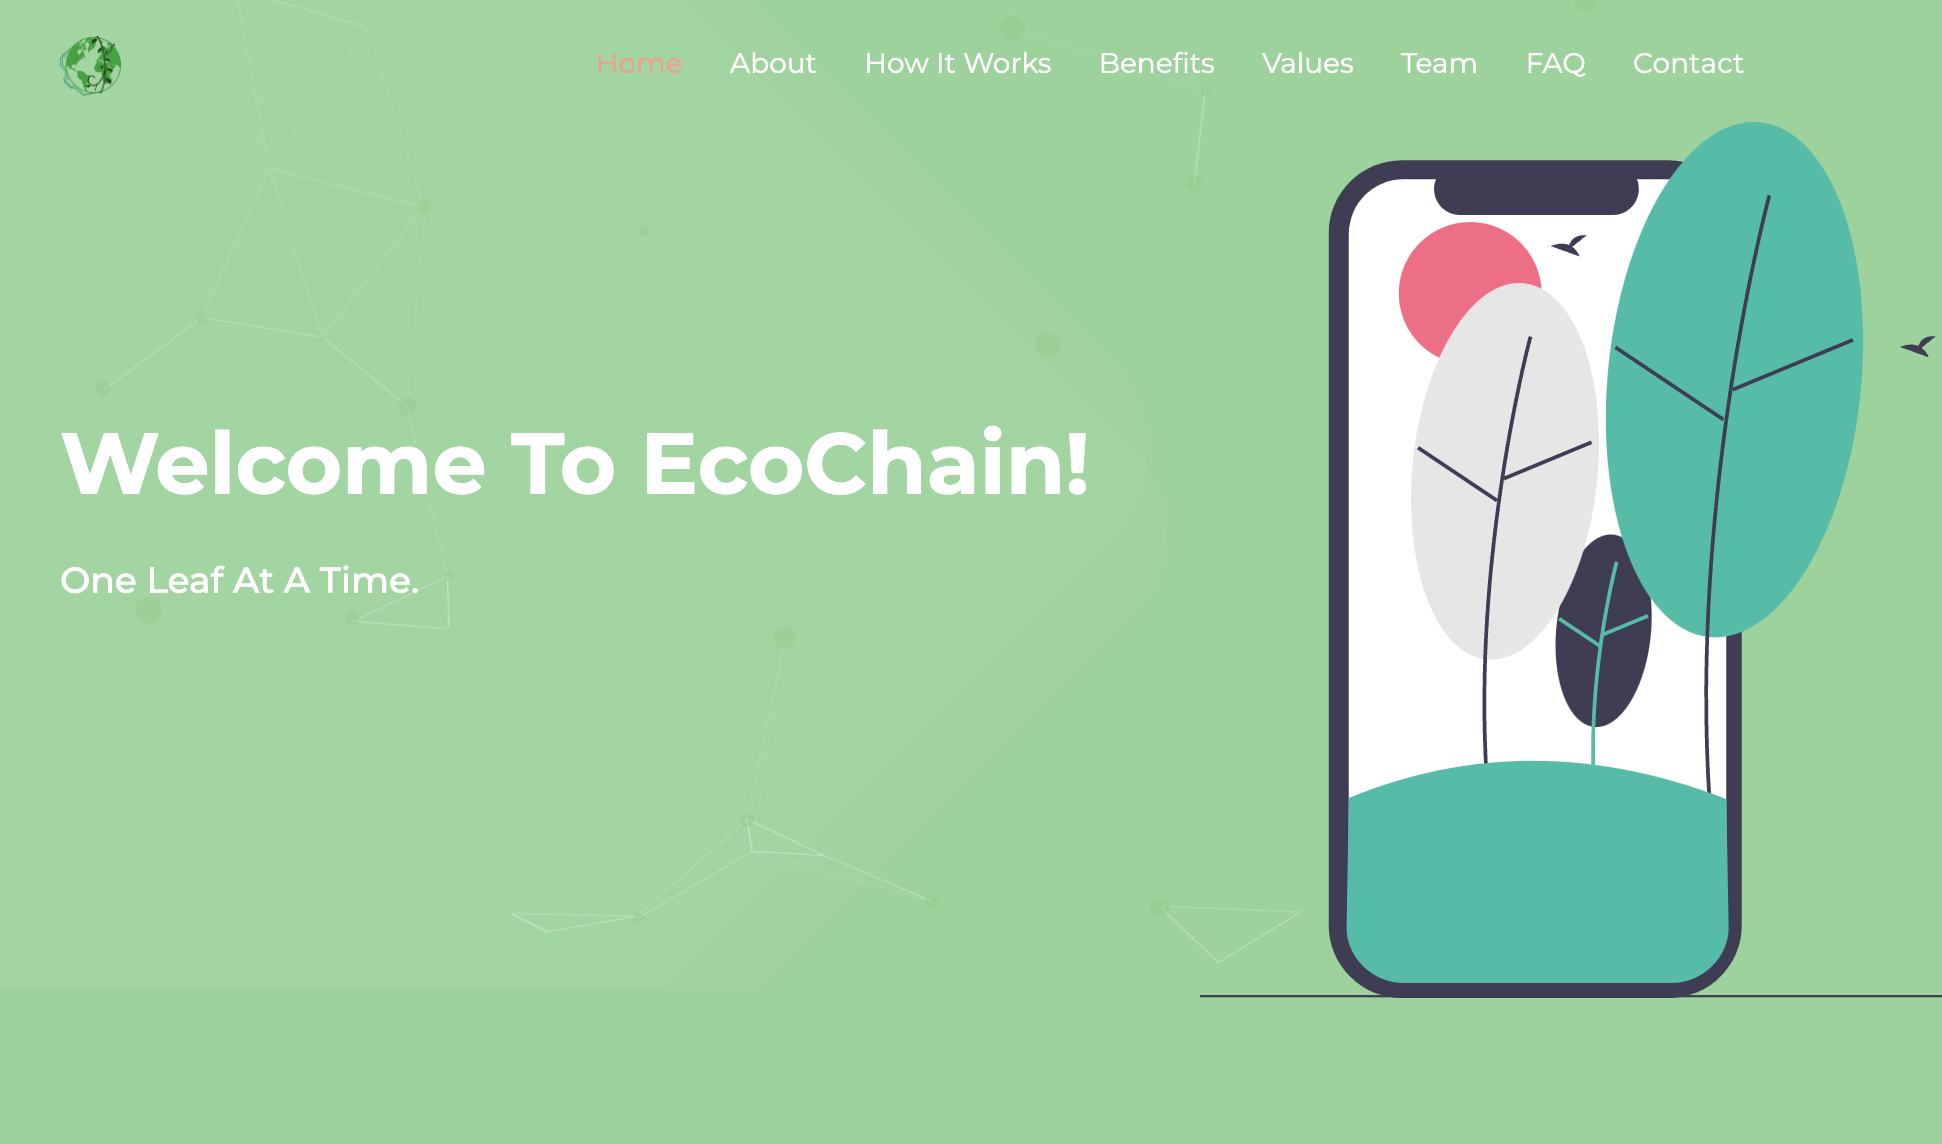 Home About How It Works Benefits Values Team FAQ Contact
Welcome To EcoChain!
One Leaf At A Time.